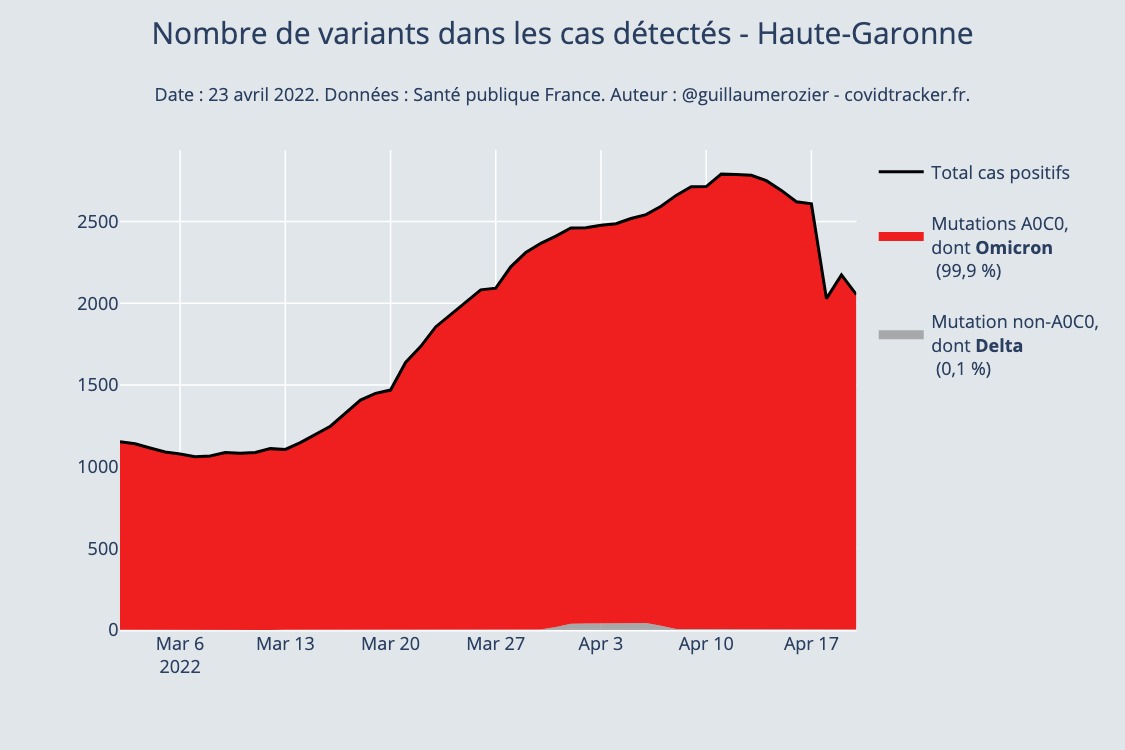 Nombre de variants dans les cas détectés - Haute-Garonne
Date : 23 avril 2022. Données : Santé publique France. Auteur : @guillaumerozier - covidtracker.fr.
Total cas positifs
Mutations A0C0,
dont Omicron
(99,9 %)
Mutation non-A0C0,
dont Delta
(0,1 %)
2500
2000
1500
1000
500
0
Mar 6
2022
Mar 13
Mar 20
Mar 27
Apr 3
Apr 10
Apr 17